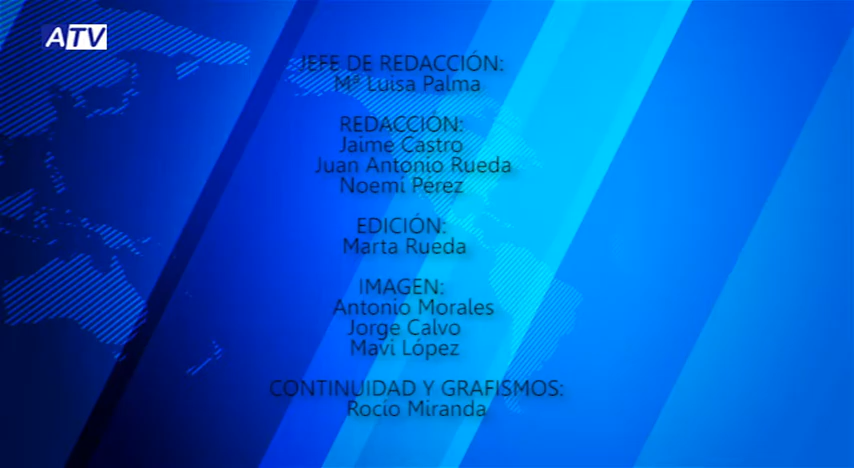 ATV
JEFE DE REDACCIÓN:
Mª Luisa Palma
REDACCIÓN:
Jaime Castro
Juan Antonio Rueda
Noemí Pérez
EDICIÓN:
Marta Rueda
IMAGEN:
Antonio Morales
Jorge Calvo
Mavi López
CONTINUIDAD Y GRAFISMOS:
Rocío Miranda